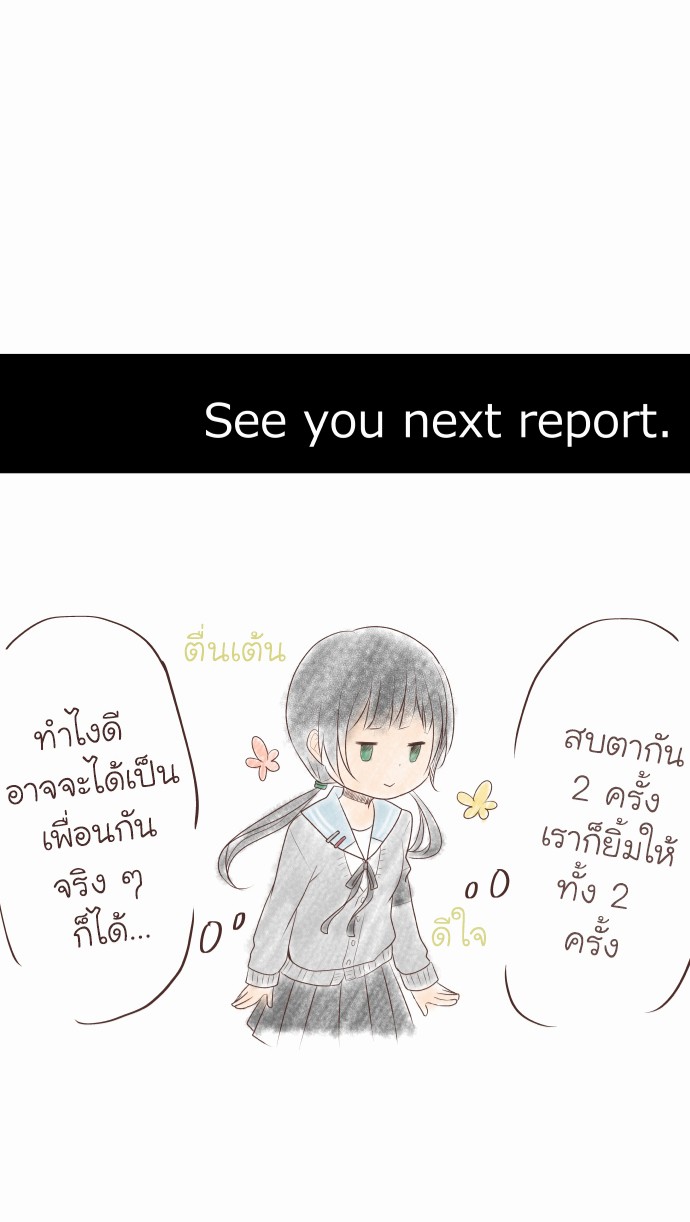 See you next report.
ตื่นเต้น
สบตากัน
2 ครั้ง
เราก็ยิ้มให้
ทั้ง 2
ครั้ง
ทำไงดี
อาจจะได้เป็น
เพื่อนกัน
จริง ๆ
ก็ได้...
ดีใจ